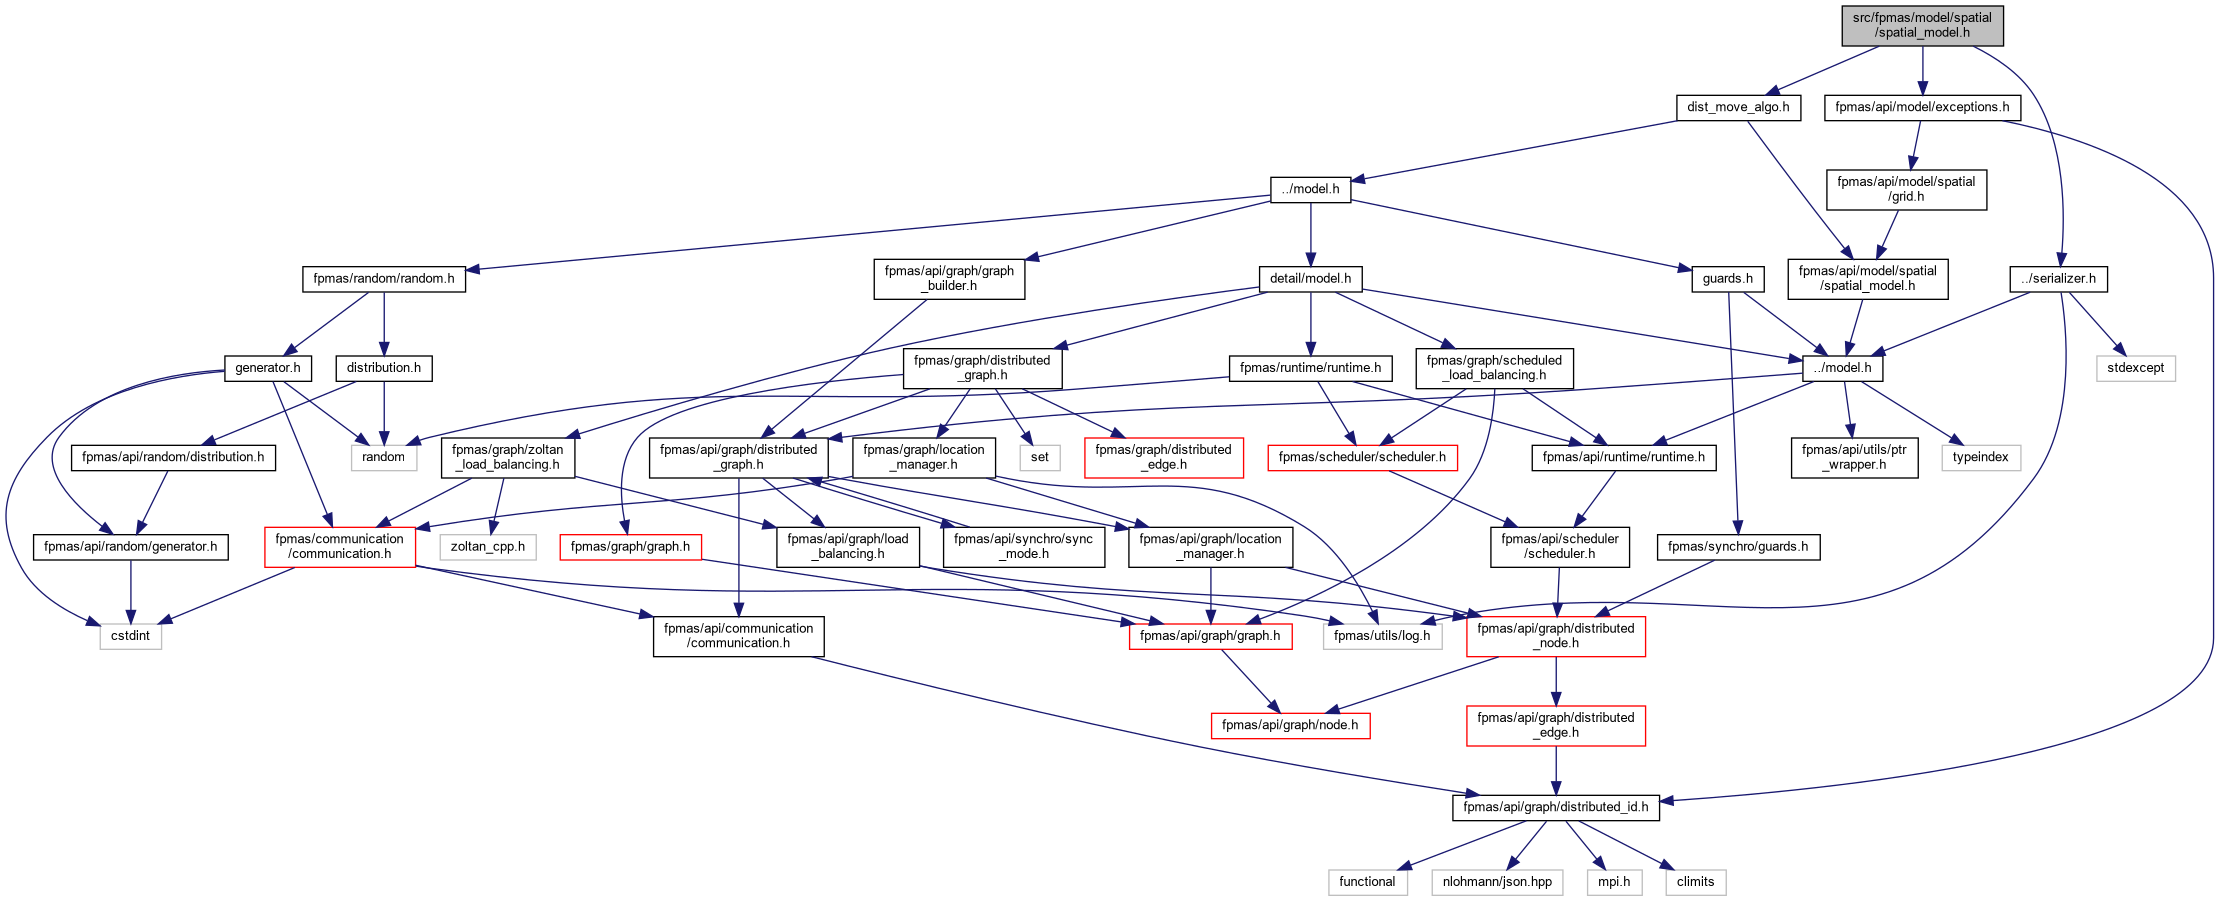 src/fpmas/model/spatial
/spatial_model.h
dist_move_algo.h
fpmas/api/model/exceptions.h
../model.h
fpmas/api/model/spatial
/grid.h
fpmas/random/random.h
fpmas/api/graph/graph
_builder.h
detail/model.h
guards.h
fpmas/api/model/spatial
/spatial_model.h
../serializer.h
generator.h
distribution.h
fpmas/graph/distributed
_graph.h
fpmas/runtime/runtime.h
fpmas/graph/scheduled
_load_balancing.h
../model.h
stdexcept
fpmas/api/random/distribution.h
random
fpmas/graph/zoltan
_load_balancing.h
fpmas/api/graph/distributed
_graph.h
fpmas/graph/location
_manager.h
set
fpmas/graph/distributed
_edge.h
fpmas/scheduler/scheduler.h
fpmas/api/runtime/runtime.h
fpmas/api/utils/ptr
_wrapper.h
typeindex
fpmas/api/random/generator.h
fpmas/communication
/communication.h
zoltan_cpp.h
fpmas/graph/graph.h
fpmas/api/graph/load
_balancing.h
fpmas/api/synchro/sync
_mode.h
fpmas/api/graph/location
_manager.h
fpmas/api/scheduler
/scheduler.h
fpmas/synchro/guards.h
cstdint
fpmas/api/communication
/communication.h
fpmas/api/graph/graph.h
fpmas/utils/log.h
fpmas/api/graph/distributed
_node.h
fpmas/api/graph/node.h
fpmas/api/graph/distributed
_edge.h
fpmas/api/graph/distributed_id.h
functional
nlohmann/json.hpp
mpi.h
climits